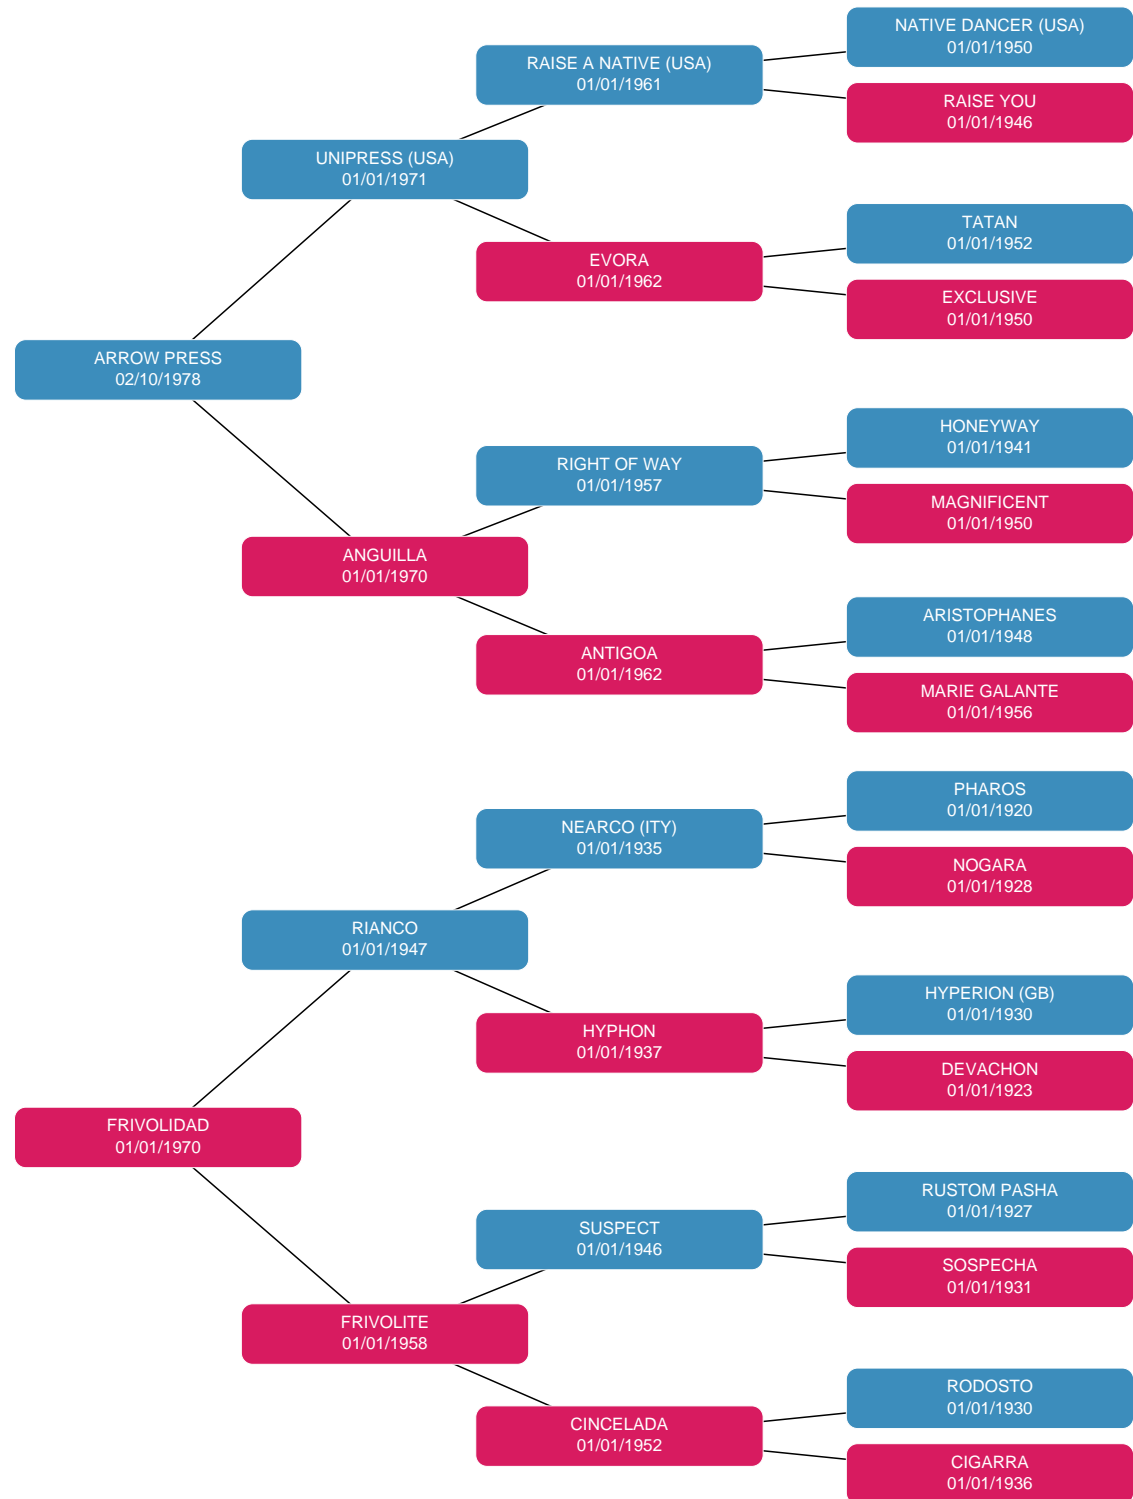 NATIVE DANCER (USA)
01/01/1950
RAISE A NATIVE (USA)
01/01/1961
RAISE YOU
01/01/1946
UNIPRESS (USA)
01/01/1971
TATAN
01/01/1952
EVORA
01/01/1962
EXCLUSIVE
01/01/1950
ARROW PRESS
02/10/1978
HONEYWAY
01/01/1941
RIGHT OF WAY
01/01/1957
MAGNIFICENT
01/01/1950
ANGUILLA
01/01/1970
ARISTOPHANES
01/01/1948
ANTIGOA
01/01/1962
MARIE GALANTE
01/01/1956
PHAROS
01/01/1920
NEARCO (ITY)
01/01/1935
NOGARA
01/01/1928
RIANCO
01/01/1947
HYPERION (GB)
01/01/1930
HYPHON
01/01/1937
DEVACHON
01/01/1923
FRIVOLIDAD
01/01/1970
RUSTOM PASHA
01/01/1927
SUSPECT
01/01/1946
SOSPECHA
01/01/1931
FRIVOLITE
01/01/1958
RODOSTO
01/01/1930
CINCELADA
01/01/1952
CIGARRA
01/01/1936